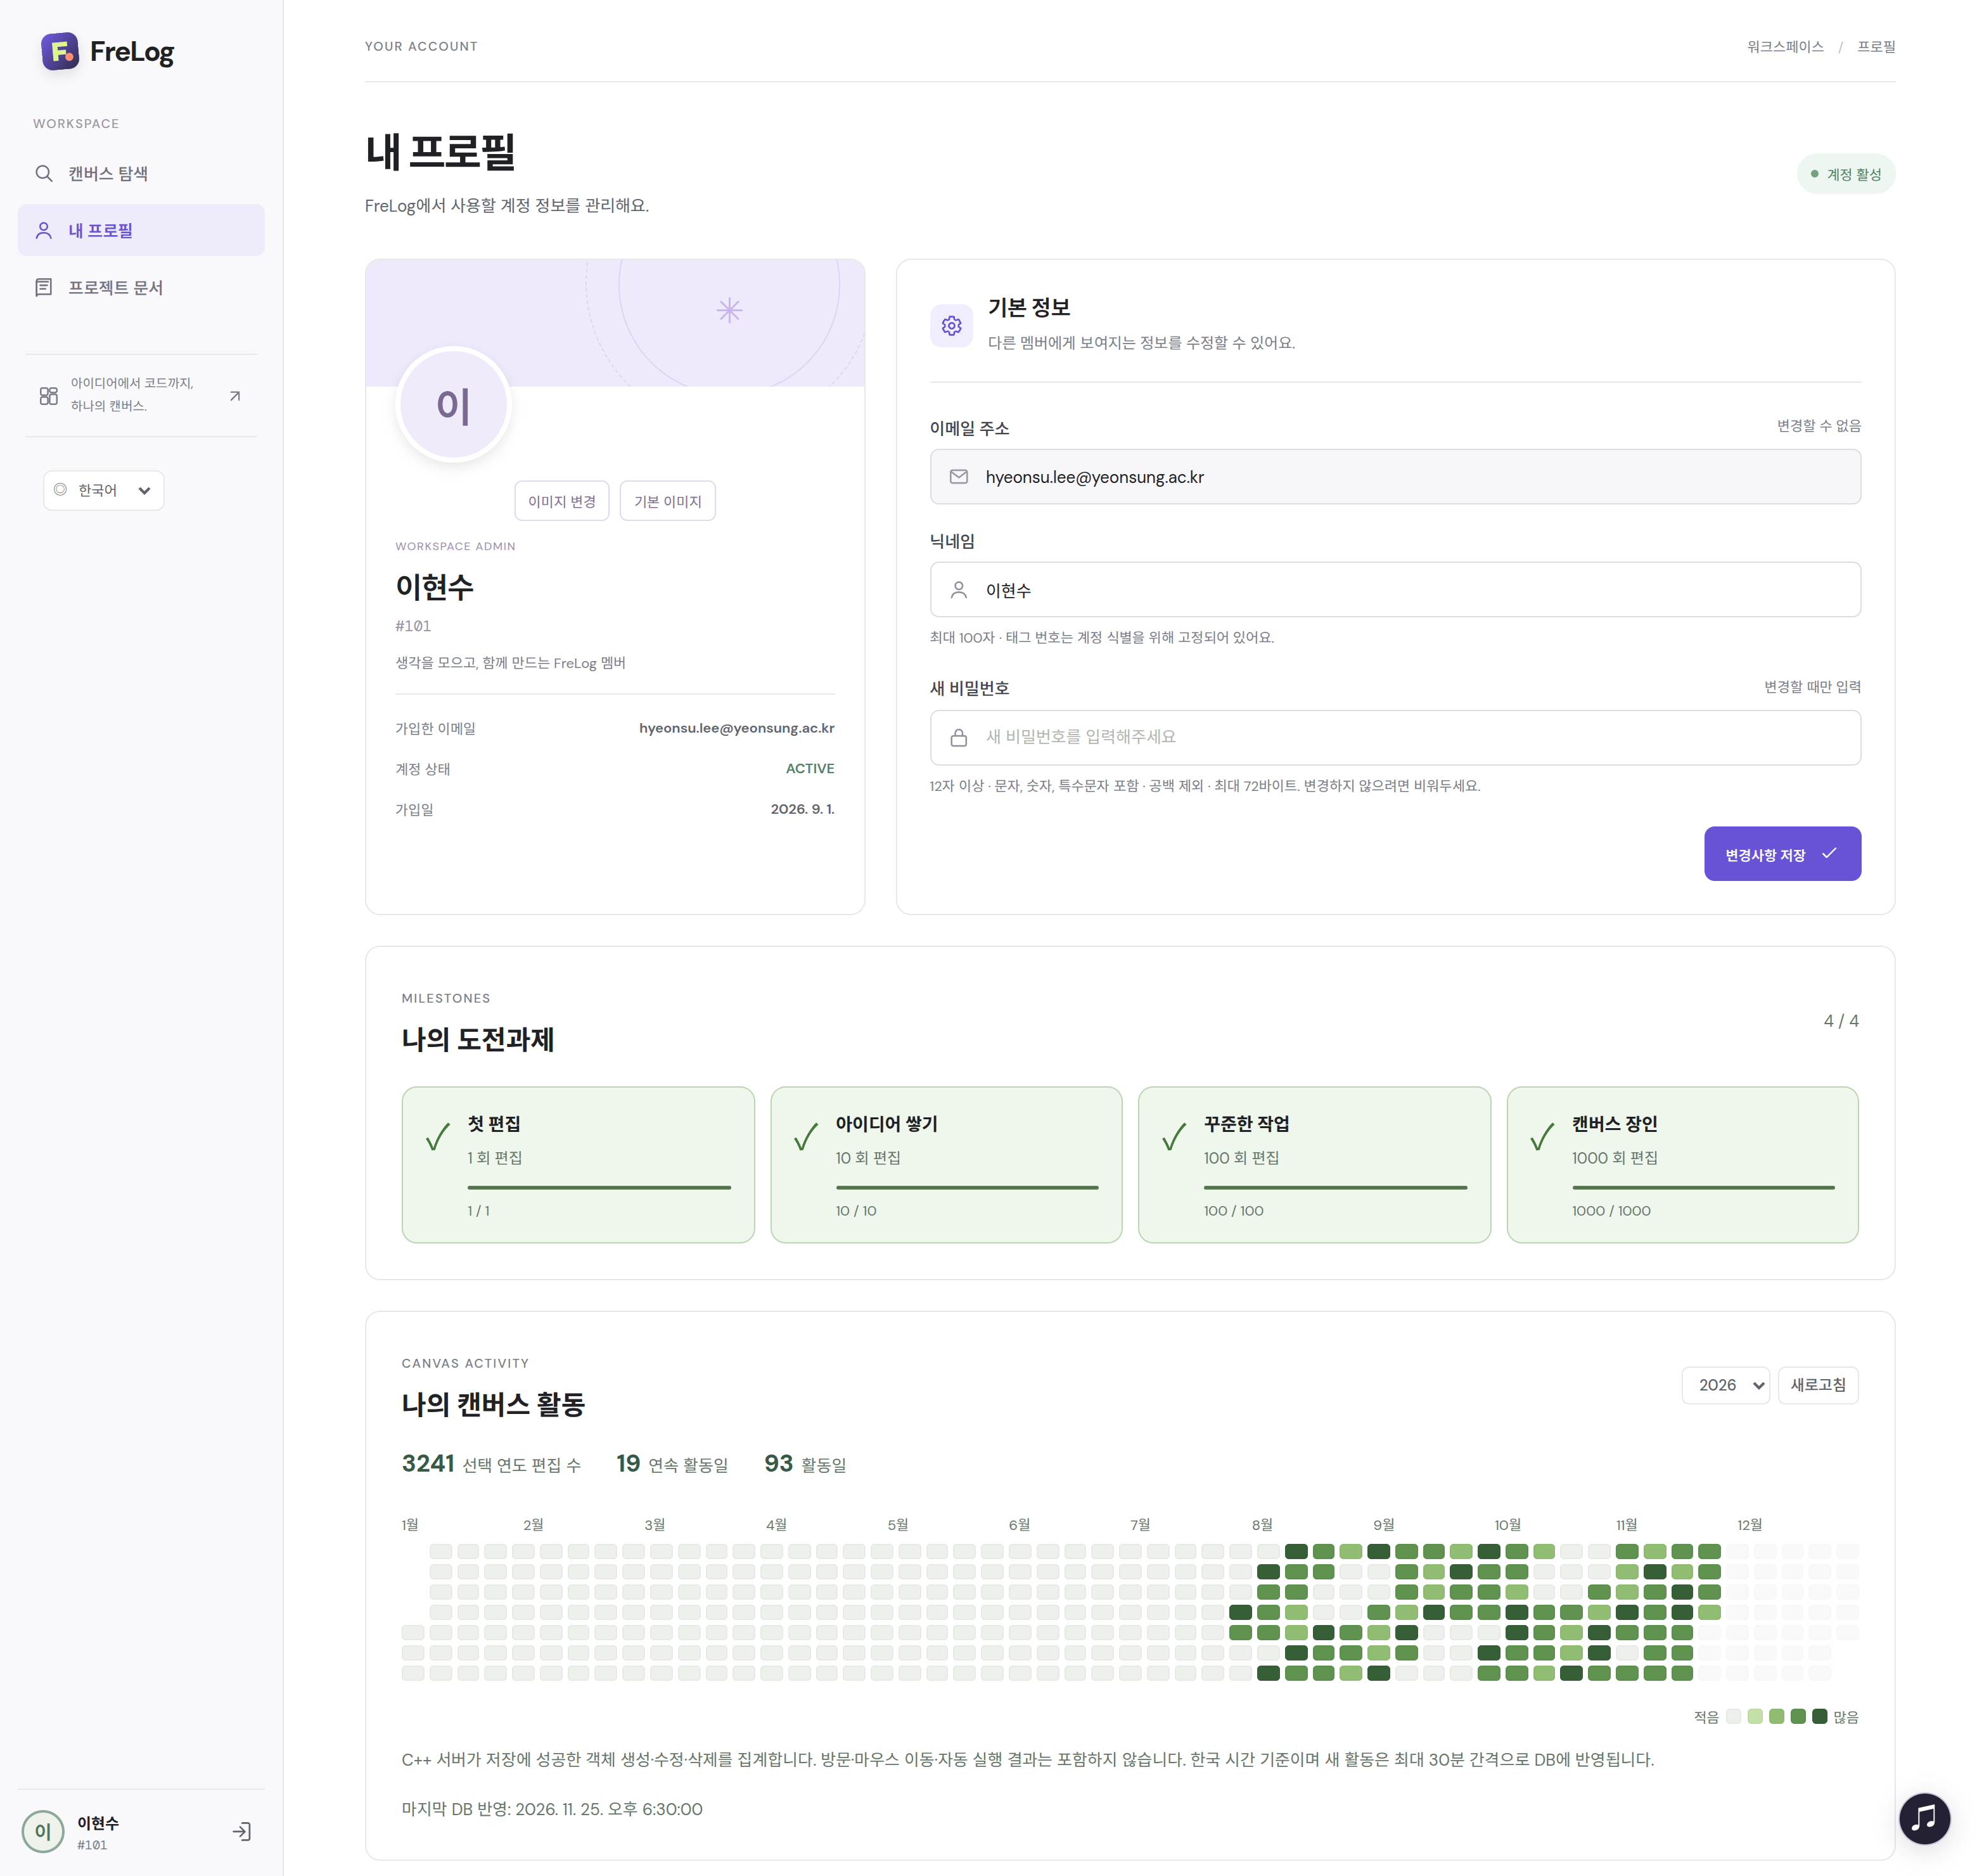 FreLog
WORKSPACE
캔버스 탐색
내 프로필
프로젝트 문서
아이디어에서 코드까지,
하나의 캔버스.
한국어
이현수
#101
YOUR ACCOUNT
워크스페이스 / 프로필
내 프로필
FreLog에서 사용할 계정 정보를 관리해요.
계정 활성
이
이미지 변경
기본 이미지
WORKSPACE ADMIN
이현수
#101
생각을 모으고, 함께 만드는 FreLog 멤버
가입한 이메일 hyeonsu.lee@yeonsung.ac.kr
계정 상태 ACTIVE
가입일 2026. 9. 1.
기본 정보
다른 멤버에게 보여지는 정보를 수정할 수 있어요.
이메일 주소 변경할 수 없음
hyeonsu.lee@yeonsung.ac.kr
닉네임
이현수
최대 100자 · 태그 번호는 계정 식별을 위해 고정되어 있어요.
새 비밀번호 변경할 때만 입력
새 비밀번호를 입력해주세요
12자 이상 · 문자, 숫자, 특수문자 포함 · 공백 제외 · 최대 72바이트. 변경하지 않으려면 비워두세요.
변경사항 저장
MILESTONES
나의 도전과제
4 / 4
첫 편집
1 회 편집
1 / 1
아이디어 쌓기
10 회 편집
10 / 10
꾸준한 작업
100 회 편집
100 / 100
캔버스 장인
1000 회 편집
1000 / 1000
CANVAS ACTIVITY
나의 캔버스 활동
2026 새로고침
3241 선택 연도 편집 수 19 연속 활동일 93 활동일
1월 2월 3월 4월 5월 6월 7월 8월 9월 10월 11월 12월
적음 많음
C++ 서버가 저장에 성공한 객체 생성·수정·삭제를 집계합니다. 방문·마우스 이동·자동 실행 결과는 포함하지 않습니다. 한국 시간 기준이며 새 활동은 최대 30분 간격으로 DB에 반영됩니다.
마지막 DB 반영: 2026. 11. 25. 오후 6:30:00
이